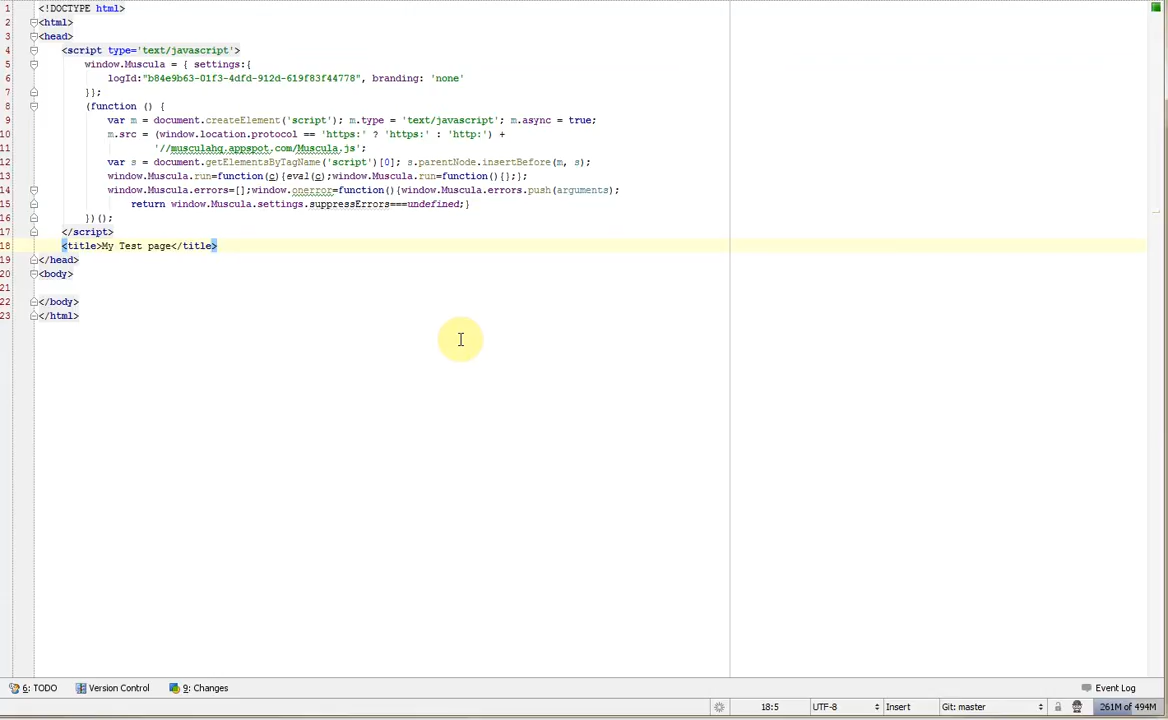 1 <!DOCTYPE html>
2 <html>
3 <head>
4 <script type='text/javascript'>
5 window.Muscula = { settings:{
6 logId:"b84e9b63-01f3-4dfd-912d-619f83f44778", branding: 'none'
7 }};
8 (function () {
9 var m = document.createElement('script'); m.type = 'text/javascript'; m.async = true;
10 m.src = (window.location.protocol == 'https:' ? 'https:' : 'http:') +
11 '//musculahq.appspot.com/Muscula.js';
12 var s = document.getElementsByTagName('script')[0]; s.parentNode.insertBefore(m, s);
13 window.Muscula.run=function(c){eval(c);window.Muscula.run=function(){};};
14 window.Muscula.errors=[];window.onerror=function(){window.Muscula.errors.push(arguments);
15 return window.Muscula.settings.suppressErrors===undefined;}
16 })();
17 </script>
18 <title>My Test page</title>
19 </head>
20 <body>
21
22 </body>
23 </html>
6: TODO Version Control 9: Changes Event Log
18:5 UTF-8 Insert Git: master 261M of 494M